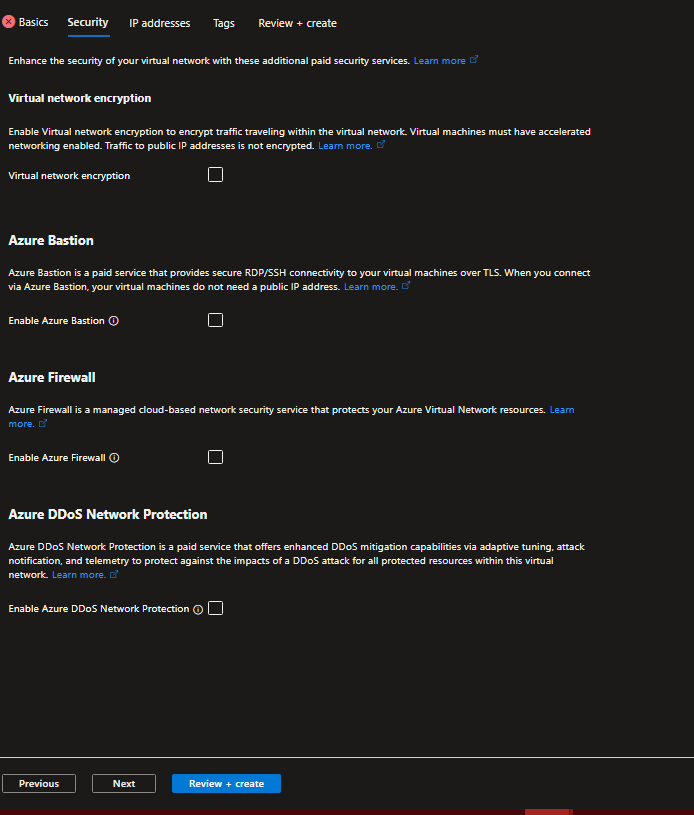 Basics Security IP addresses Tags Review + create
Enhance the security of your virtual network with these additional paid security services. Learn more
Virtual network encryption
Enable Virtual network encryption to encrypt traffic traveling within the virtual network. Virtual machines must have accelerated
networking enabled. Traffic to public IP addresses is not encrypted. Learn more.
Virtual network encryption
Azure Bastion
Azure Bastion is a paid service that provides secure RDP/SSH connectivity to your virtual machines over TLS. When you connect
via Azure Bastion, your virtual machines do not need a public IP address. Learn more.
Enable Azure Bastion
Azure Firewall
Azure Firewall is a managed cloud-based network security service that protects your Azure Virtual Network resources. Learn
more.
Enable Azure Firewall
Azure DDoS Network Protection
Azure DDoS Network Protection is a paid service that offers enhanced DDoS mitigation capabilities via adaptive tuning, attack
notification, and telemetry to protect against the impacts of a DDoS attack for all protected resources within this virtual
network. Learn more.
Enable Azure DDoS Network Protection
Previous Next Review + create